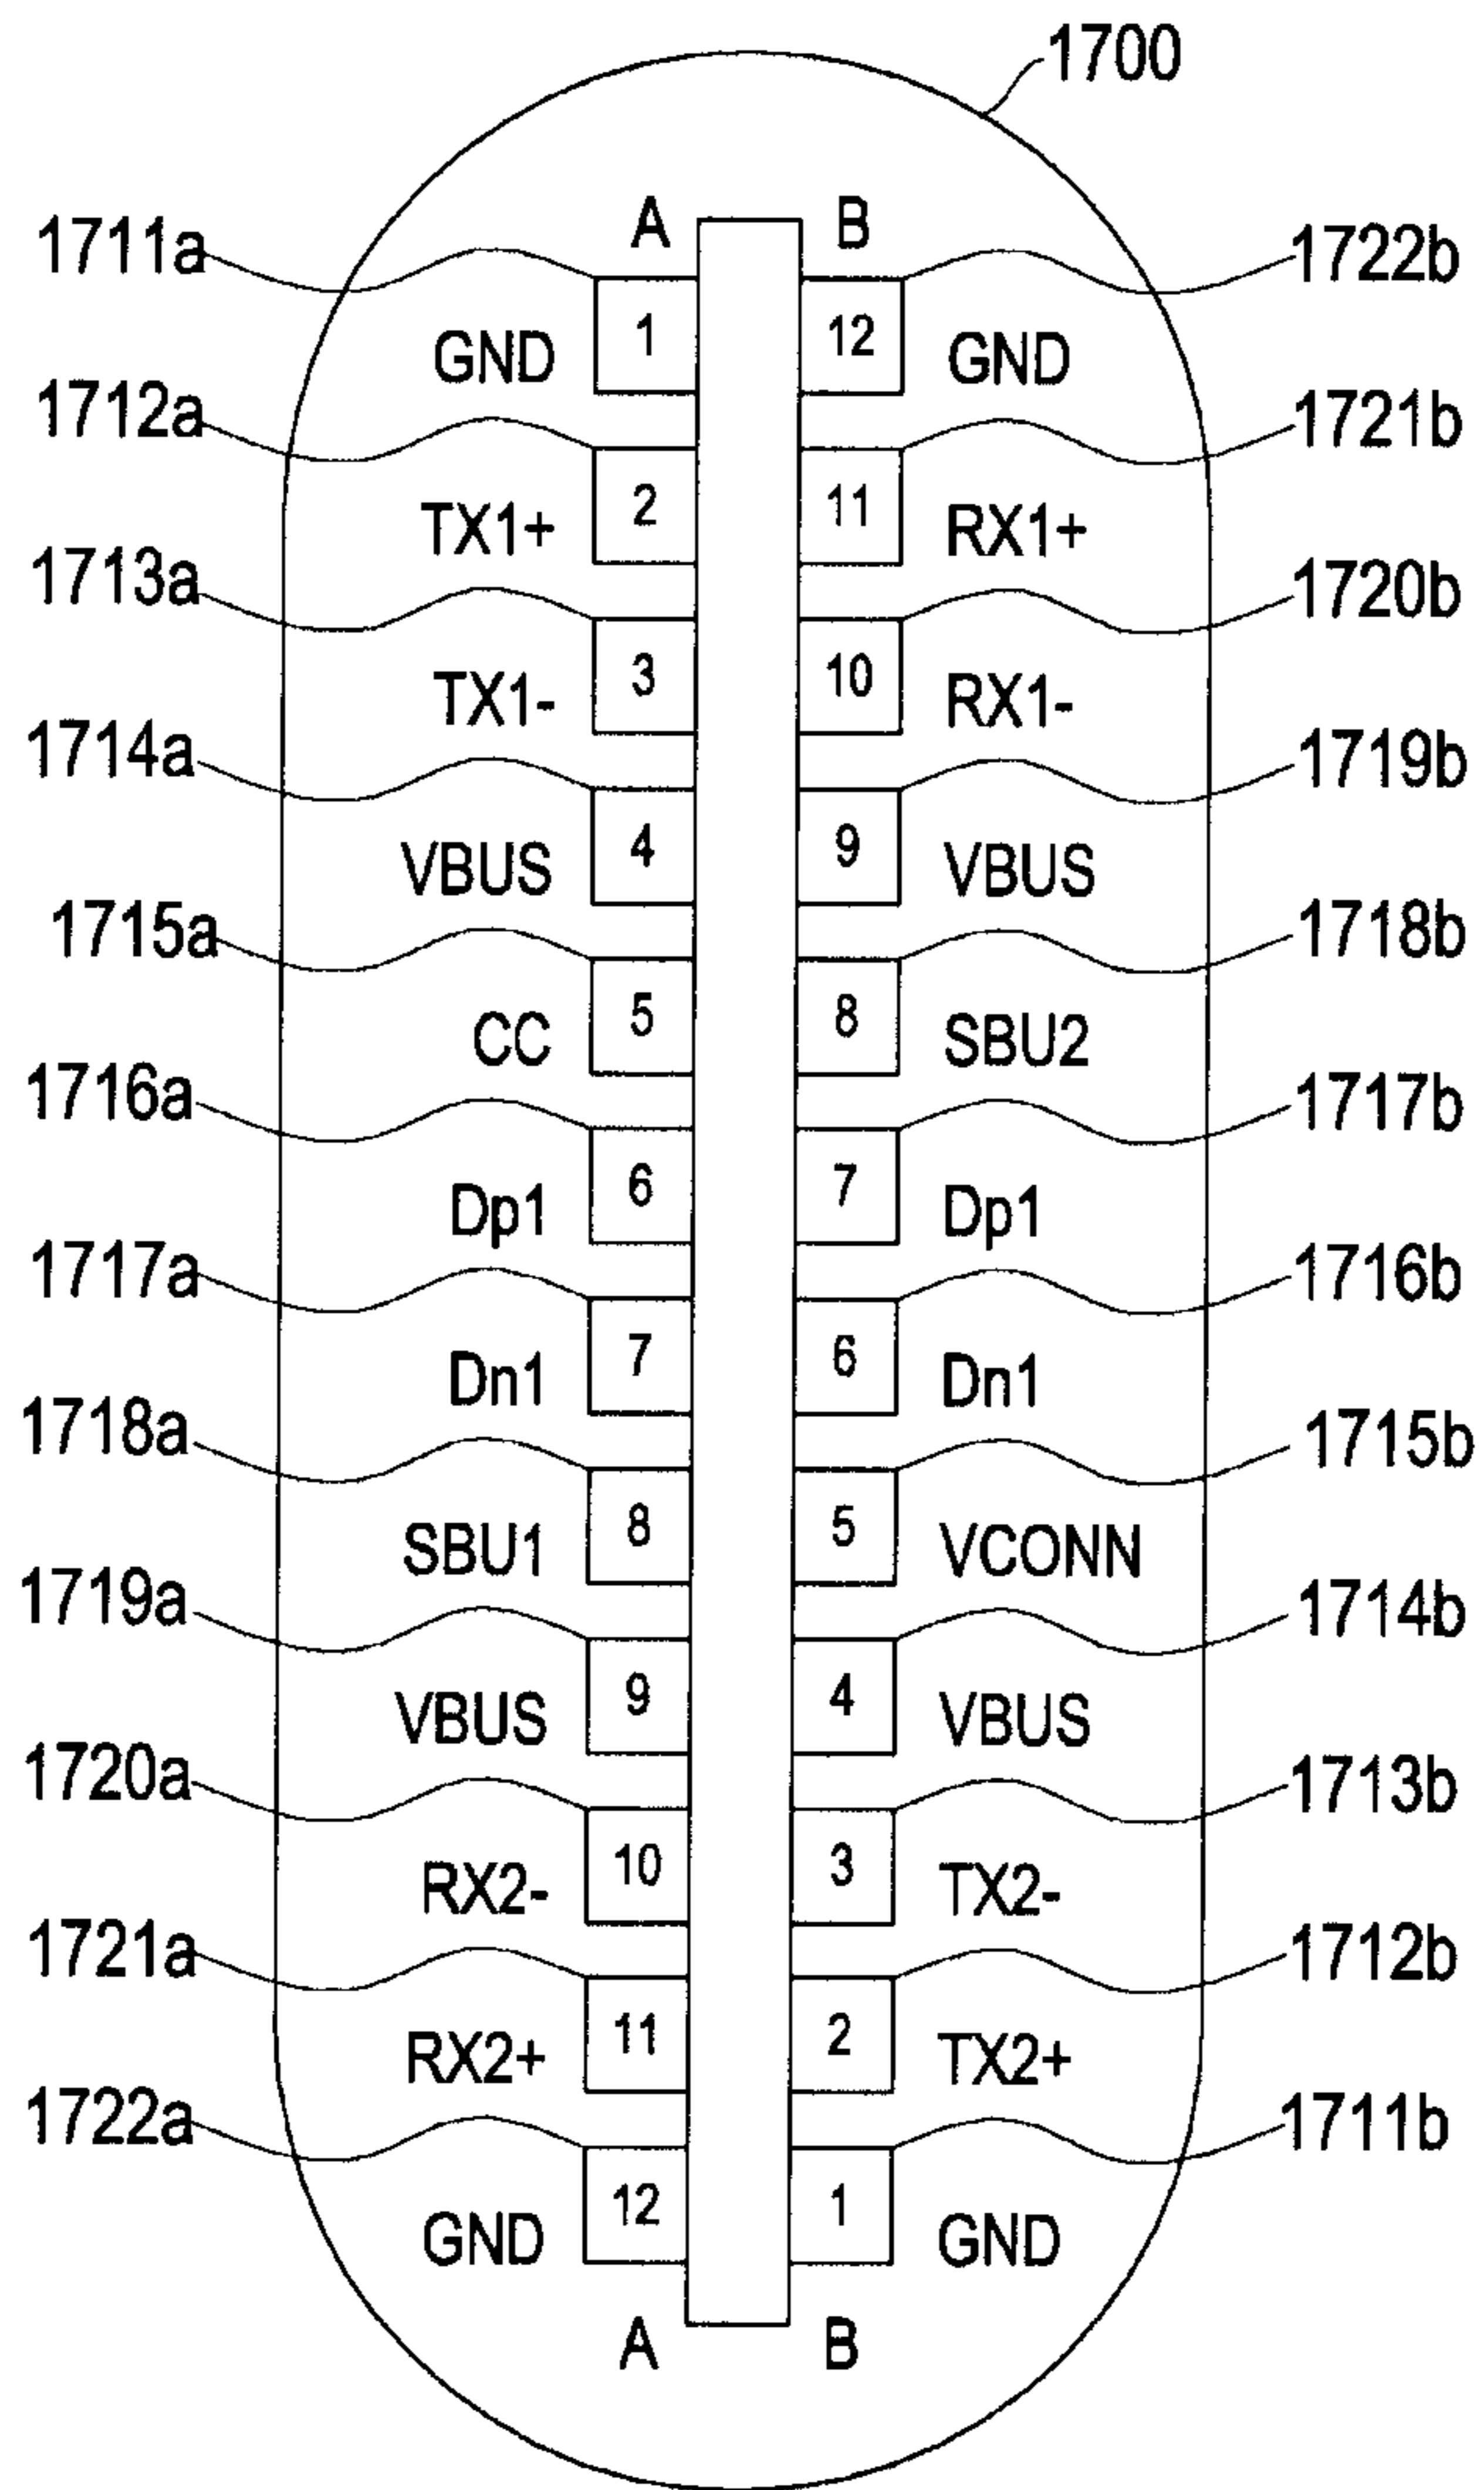 1700
A B
1711a 1 12 1722b
GND GND
1712a 2 11 1721b
TX1+ RX1+
1713a 3 10 1720b
TX1- RX1-
1714a 4 9 1719b
VBUS VBUS
1715a 5 8 1718b
CC SBU2
1716a 6 7 1717b
Dp1 Dp1
1717a 7 6 1716b
Dn1 Dn1
1718a 8 5 1715b
SBU1 VCONN
1719a 9 4 1714b
VBUS VBUS
1720a 10 3 1713b
RX2- TX2-
1721a 11 2 1712b
RX2+ TX2+
1722a 12 1 1711b
GND GND
A B